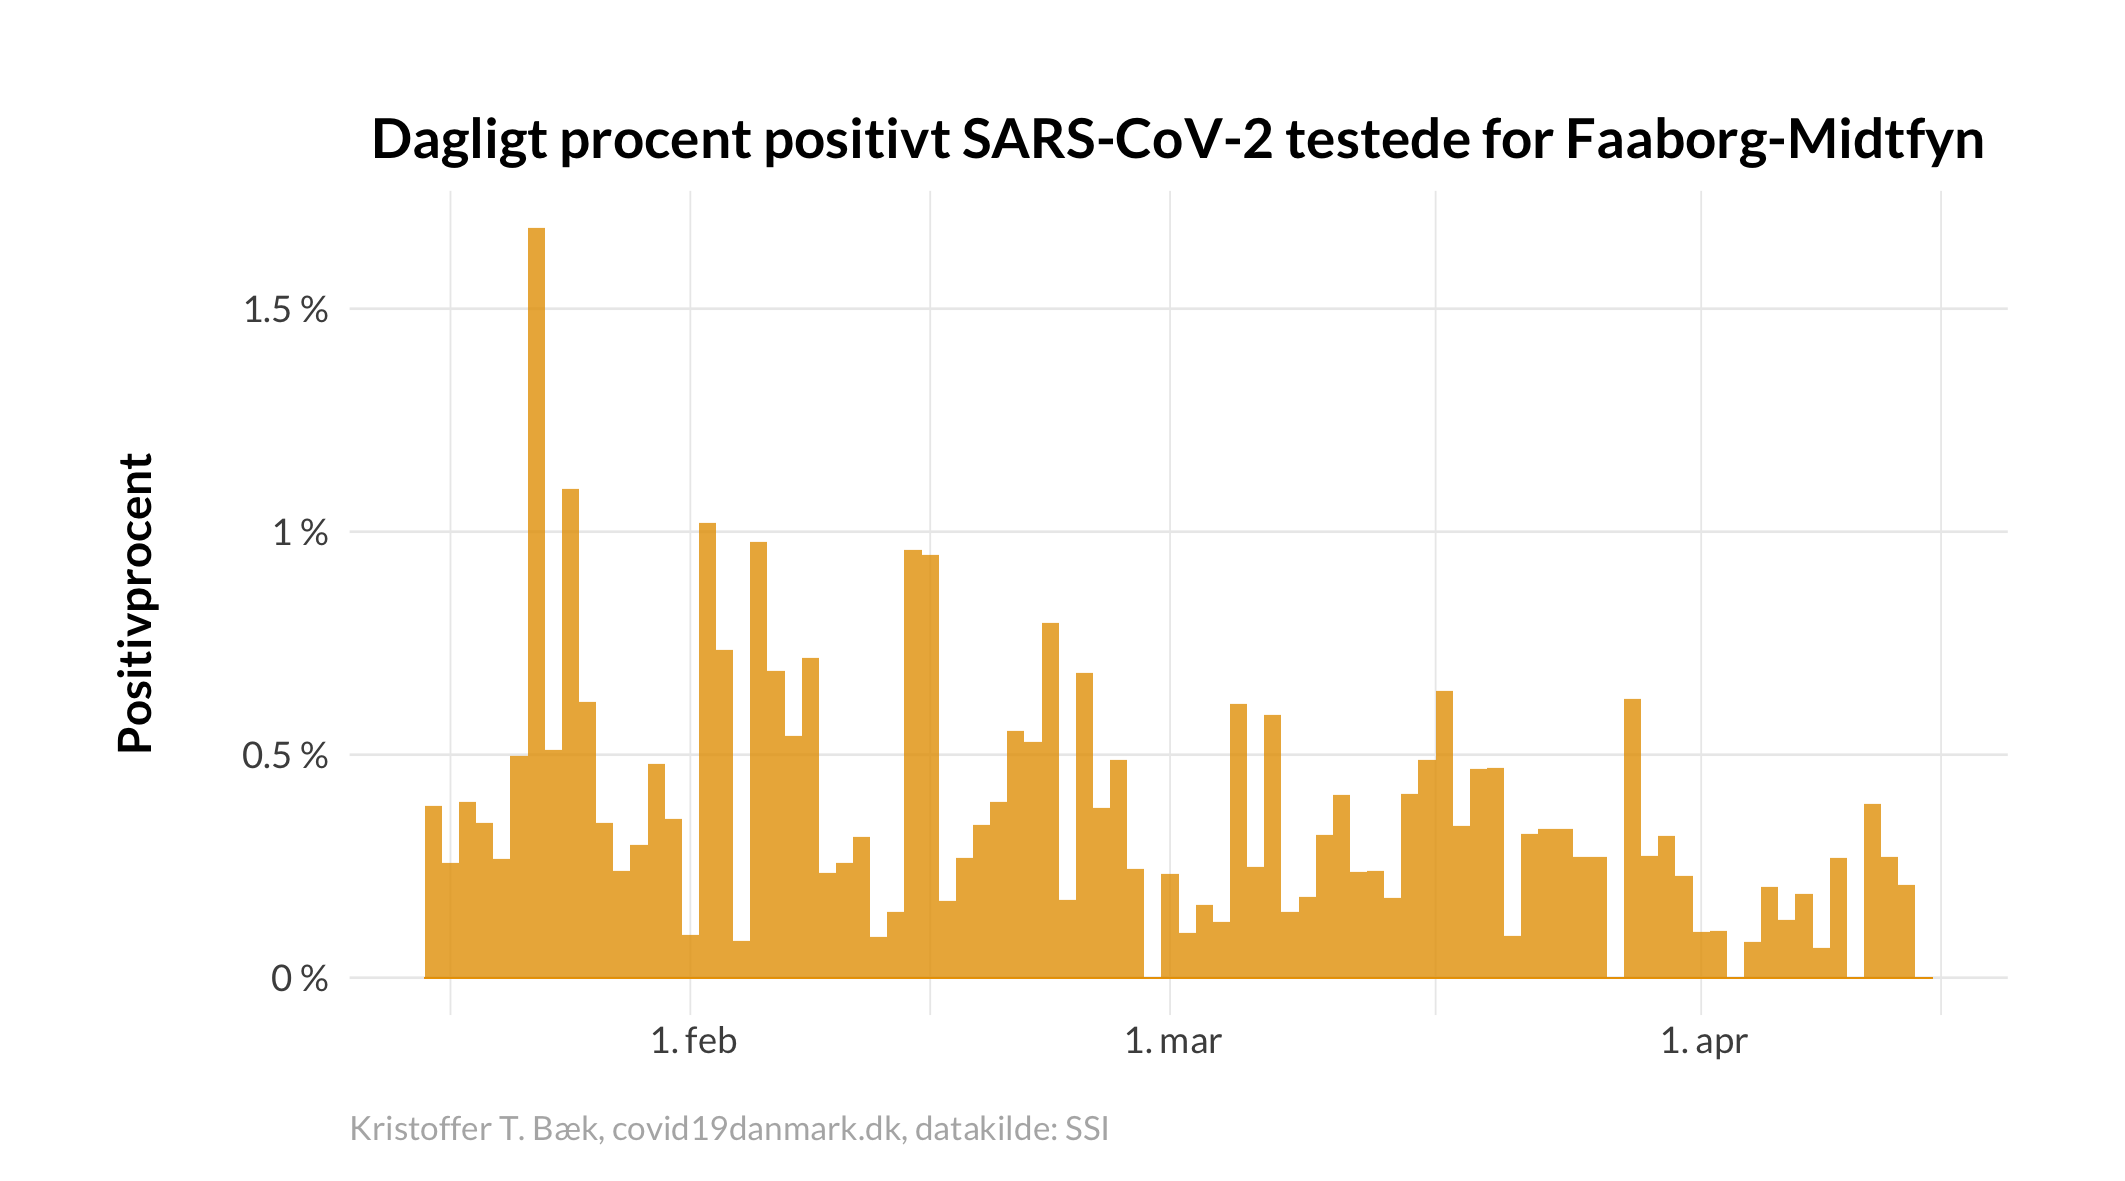 Dagligt procent positivt SARS-CoV-2 testede for Faaborg-Midtfyn
Positivprocent
1.5 %
1 %
0.5 %
0 %
1. feb
1. mar
1. apr
Kristoffer T. Bæk, covid19danmark.dk, datakilde: SSI